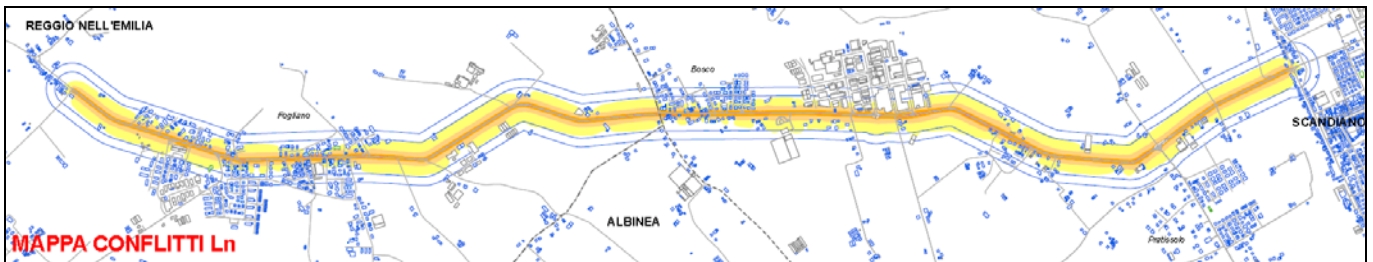 REGGIO NELL'EMILIA
Bosco
Fogliano
SCANDIANO
ALBINEA
Pratissolo
MAPPA CONFLITTI Ln